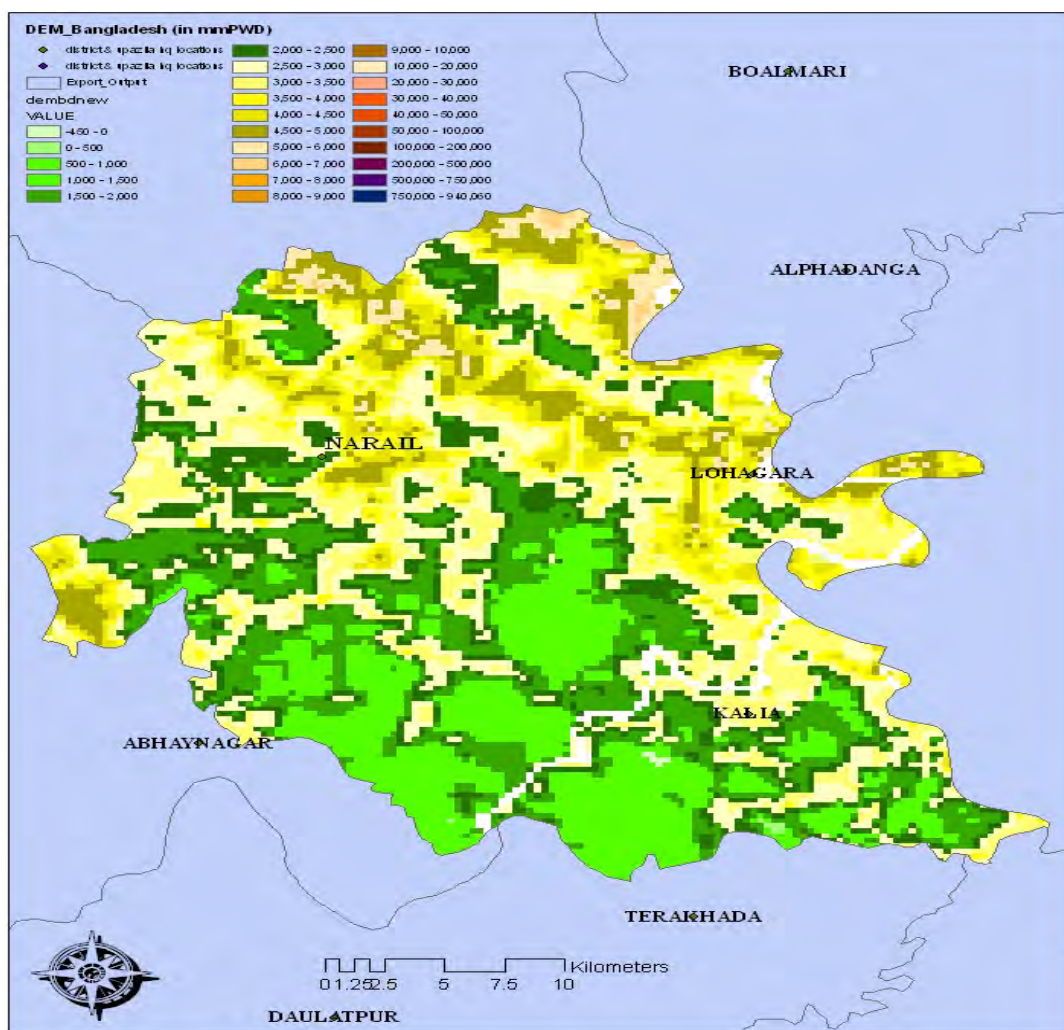 DEM_Bangladesh (in mmPWD)
district & upazila hq locations
district & upazila hq locations
Export_Output
dembdnew
VALUE
-450 - 0
0 - 500
500 - 1,000
1,000 - 1,500
1,500 - 2,000
2,000 - 2,500
2,500 - 3,000
3,000 - 3,500
3,500 - 4,000
4,000 - 4,500
4,500 - 5,000
5,000 - 6,000
6,000 - 7,000
7,000 - 8,000
8,000 - 9,000
9,000 - 10,000
10,000 - 20,000
20,000 - 30,000
30,000 - 40,000
40,000 - 50,000
50,000 - 100,000
100,000 - 200,000
200,000 - 500,000
500,000 - 750,000
750,000 - 940,060
BOALMARI
ALPHADANGA
NARAIL
LOHAGARA
KALIA
ABHAYNAGAR
TERAKHADA
Kilometers
0 1.25 2.5 5 7.5 10
DAULATPUR